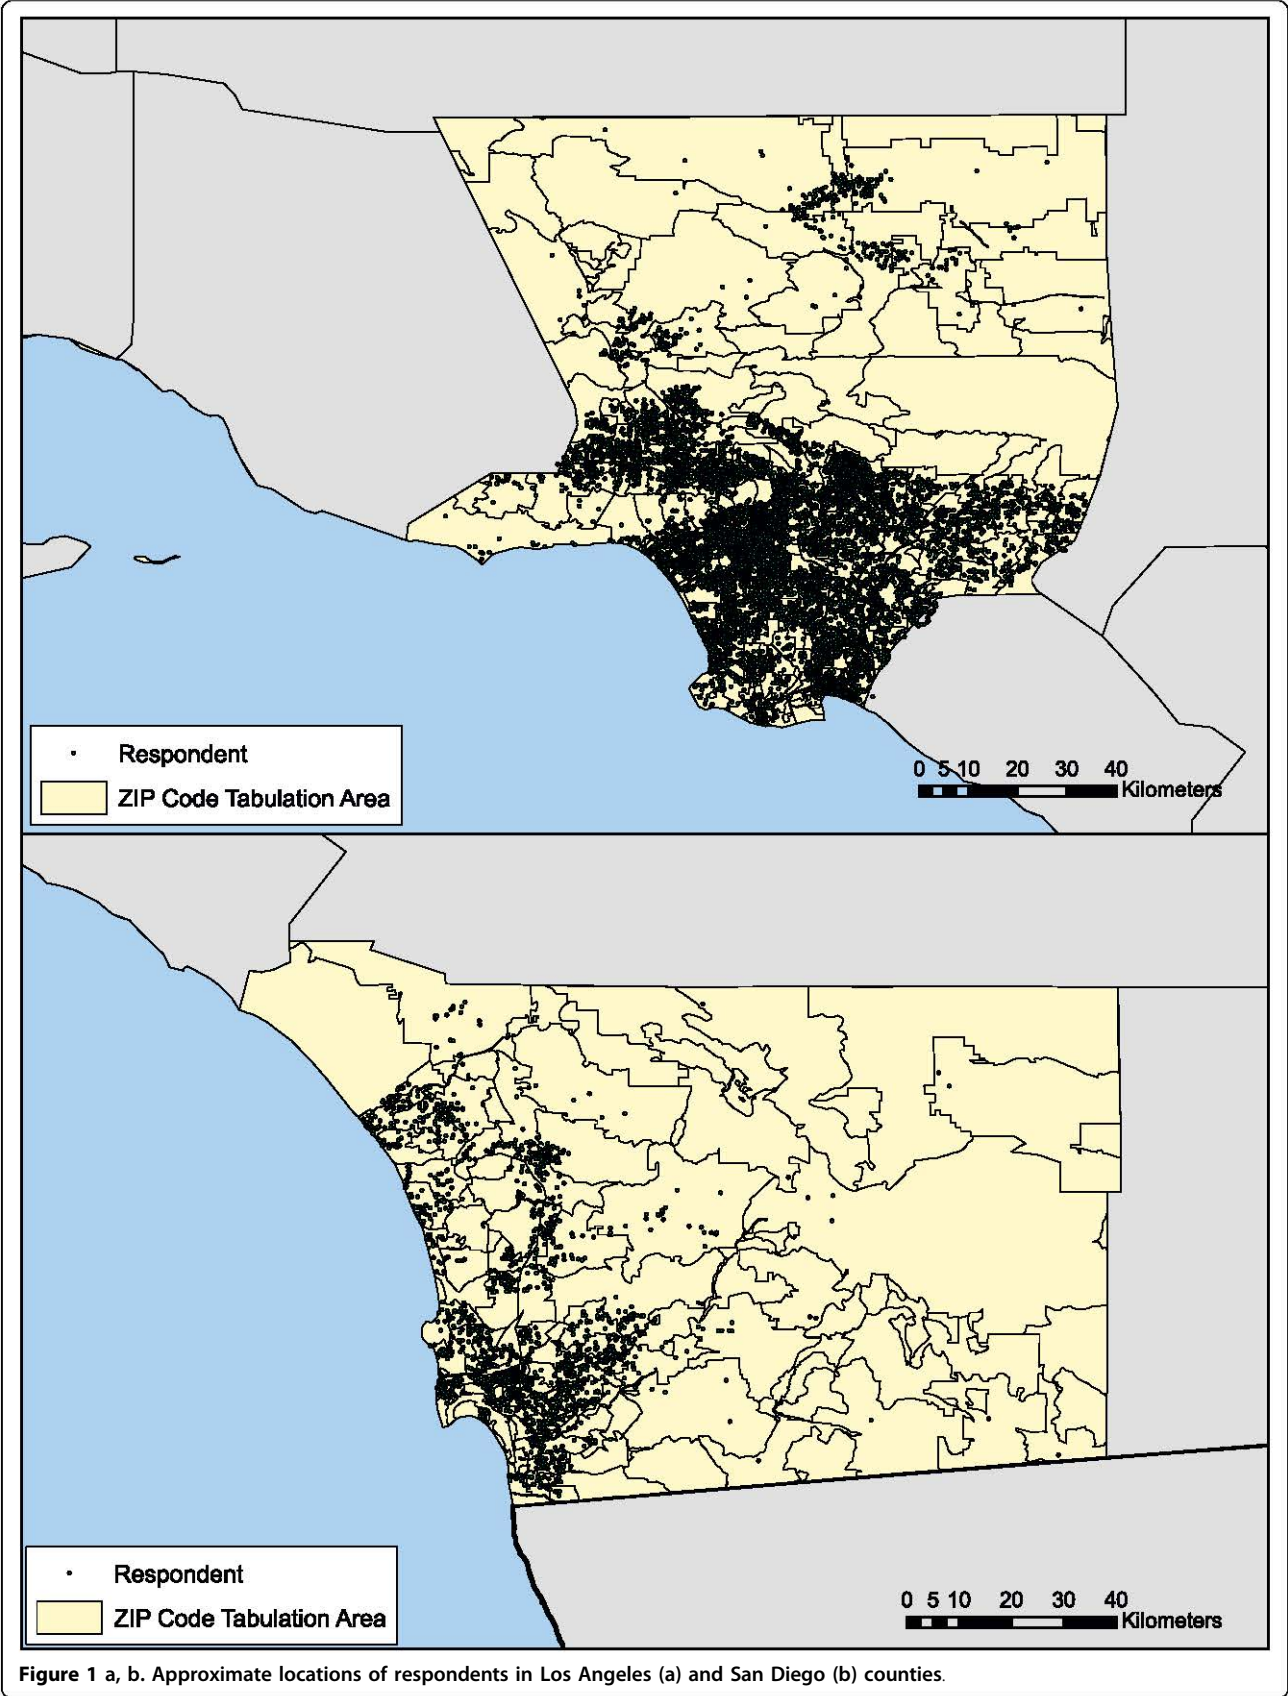 Respondent
ZIP Code Tabulation Area
0 5 10 20 30 40
Kilometers
Respondent
ZIP Code Tabulation Area
0 5 10 20 30 40
Kilometers
Figure 1 a, b. Approximate locations of respondents in Los Angeles (a) and San Diego (b) counties.